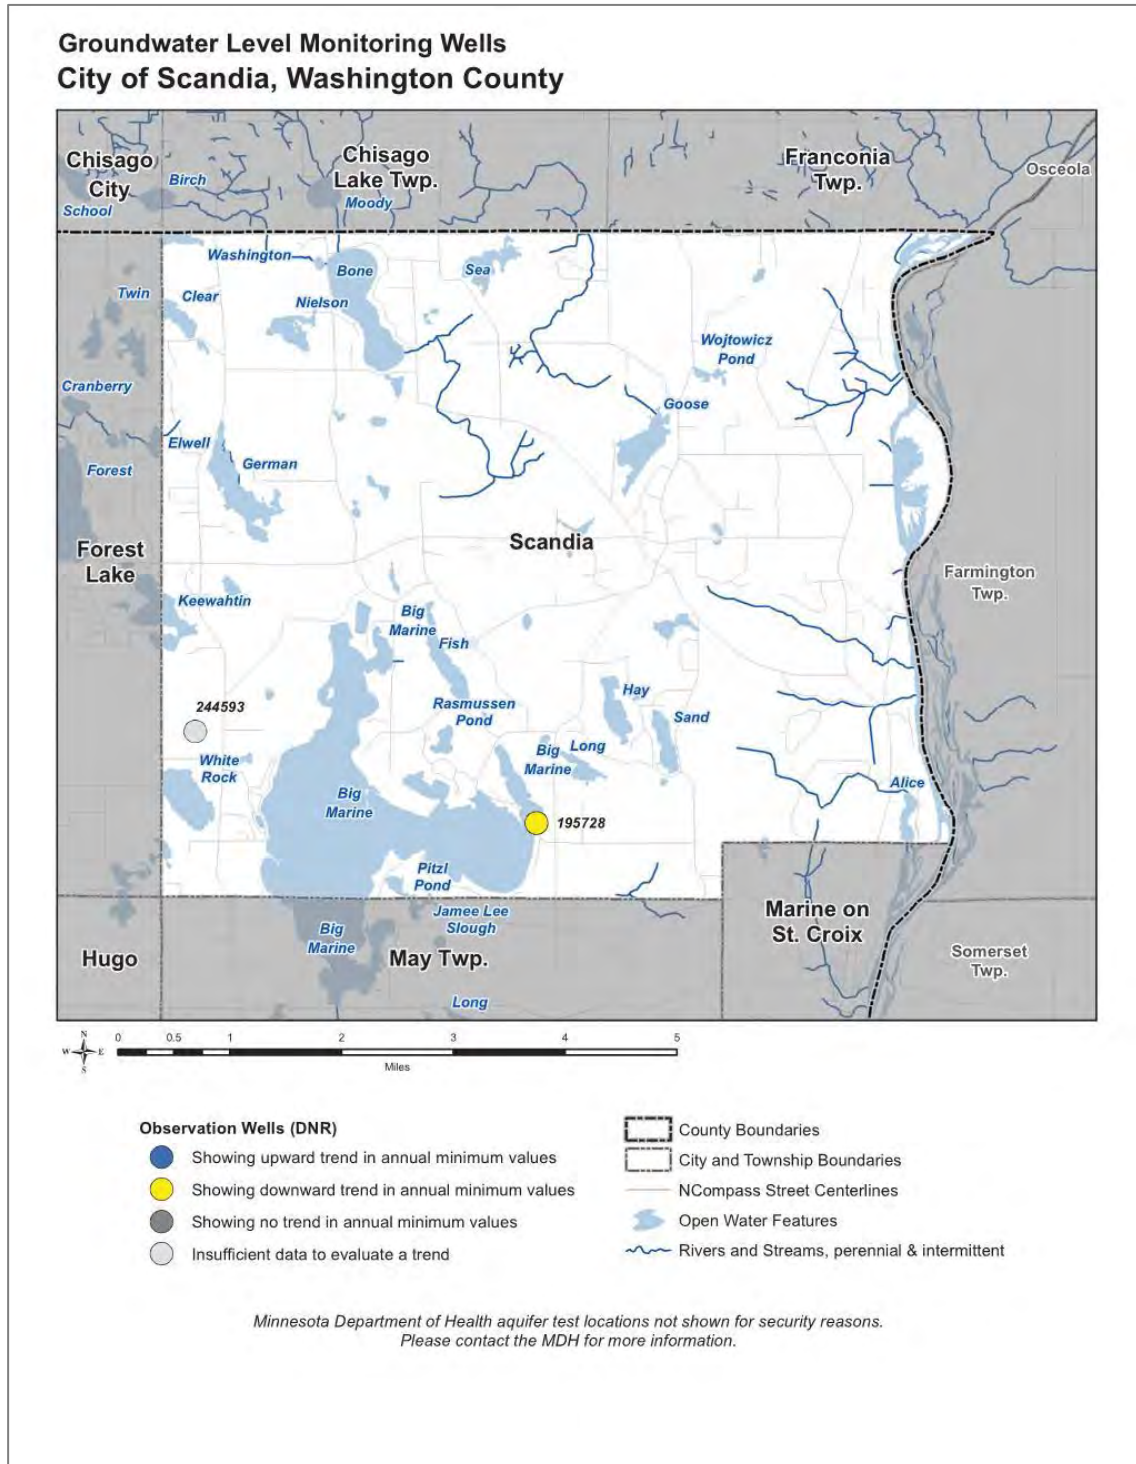 Groundwater Level Monitoring Wells
City of Scandia, Washington County
Chisago
City
Chisago
Lake Twp.
Franconia
Twp.
Osceola
Birch
School
Moody
Washington
Bone
Sea
Twin
Clear
Nielson
Wojtowicz
Pond
Cranberry
Goose
Elwell
German
Forest
Scandia
Forest
Lake
Farmington
Twp.
Keewahtin
Big
Marine
Fish
Hay
Rasmussen
Pond
Sand
244593
White
Rock
Big
Marine
Long
Alice
Big
Marine
195728
Pitzl
Pond
Jamee Lee
Slough
Marine on
St. Croix
Big
Marine
Hugo
May Twp.
Somerset
Twp.
Long
N
W E
S
0 0.5 1 2 3 4 5
Miles
Observation Wells (DNR)
Showing upward trend in annual minimum values
Showing downward trend in annual minimum values
Showing no trend in annual minimum values
Insufficient data to evaluate a trend
County Boundaries
City and Township Boundaries
NCompass Street Centerlines
Open Water Features
Rivers and Streams, perennial & intermittent
Minnesota Department of Health aquifer test locations not shown for security reasons.
Please contact the MDH for more information.